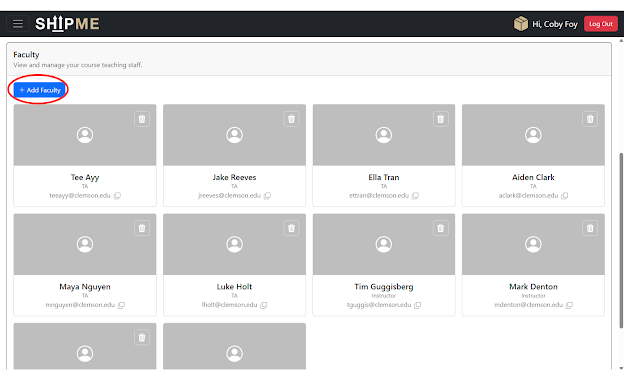 SHIPME
Hi, Coby Foy
Log Out
Faculty
View and manage your course teaching staff.
+ Add Faculty
Tee Ayy
TA
teeayy@clemson.edu
Jake Reeves
TA
jreeves@clemson.edu
Ella Tran
TA
ettran@clemson.edu
Aiden Clark
TA
aclark@clemson.edu
Maya Nguyen
TA
mnguyen@clemson.edu
Luke Holt
TA
lholt@clemson.edu
Tim Guggisberg
Instructor
tguggis@clemson.edu
Mark Denton
Instructor
mdenton@clemson.edu